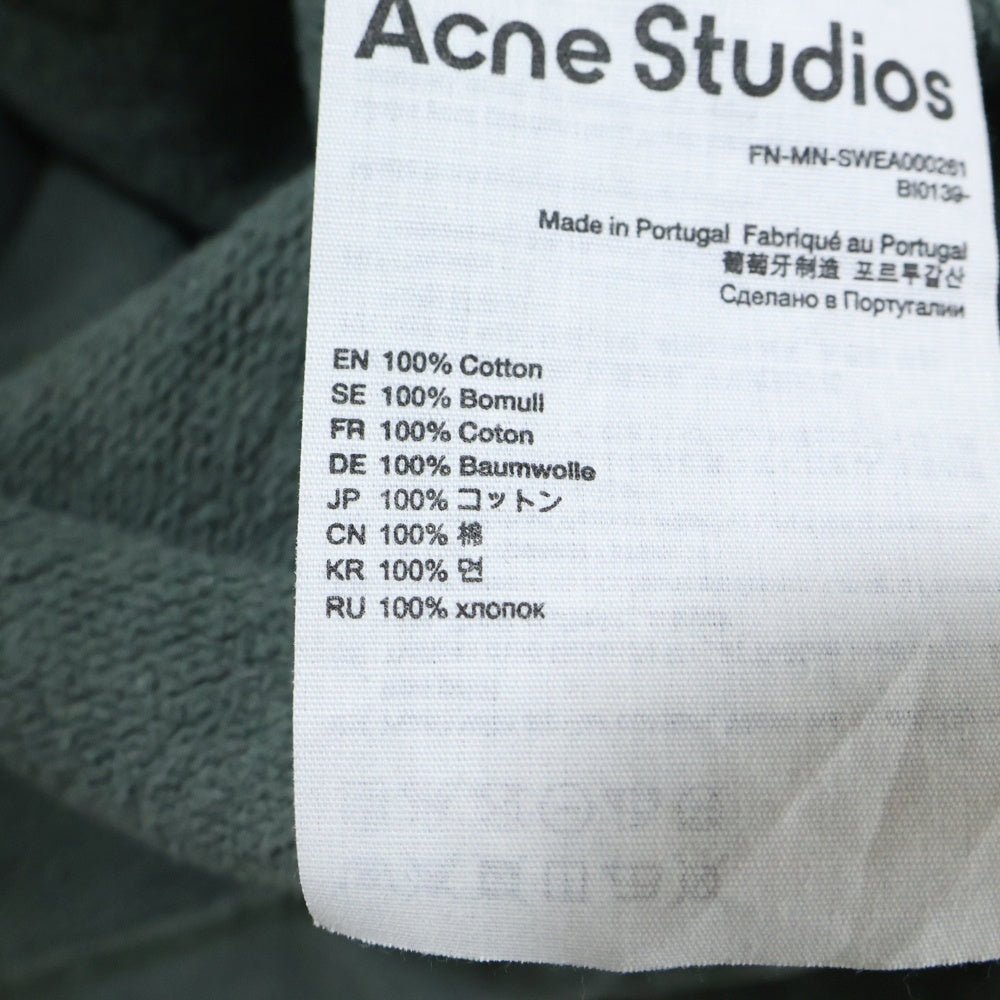 Acne Studios
FN-MN-SWEA000261
BI0139-
Made in Portugal Fabriqué au Portugal
葡萄牙制造 포르투갈산
Сделано в Португалии
EN 100% Cotton
SE 100% Bomull
FR 100% Coton
DE 100% Baumwolle
JP 100% コットン
CN 100% 棉
KR 100% 면
RU 100% хлопок